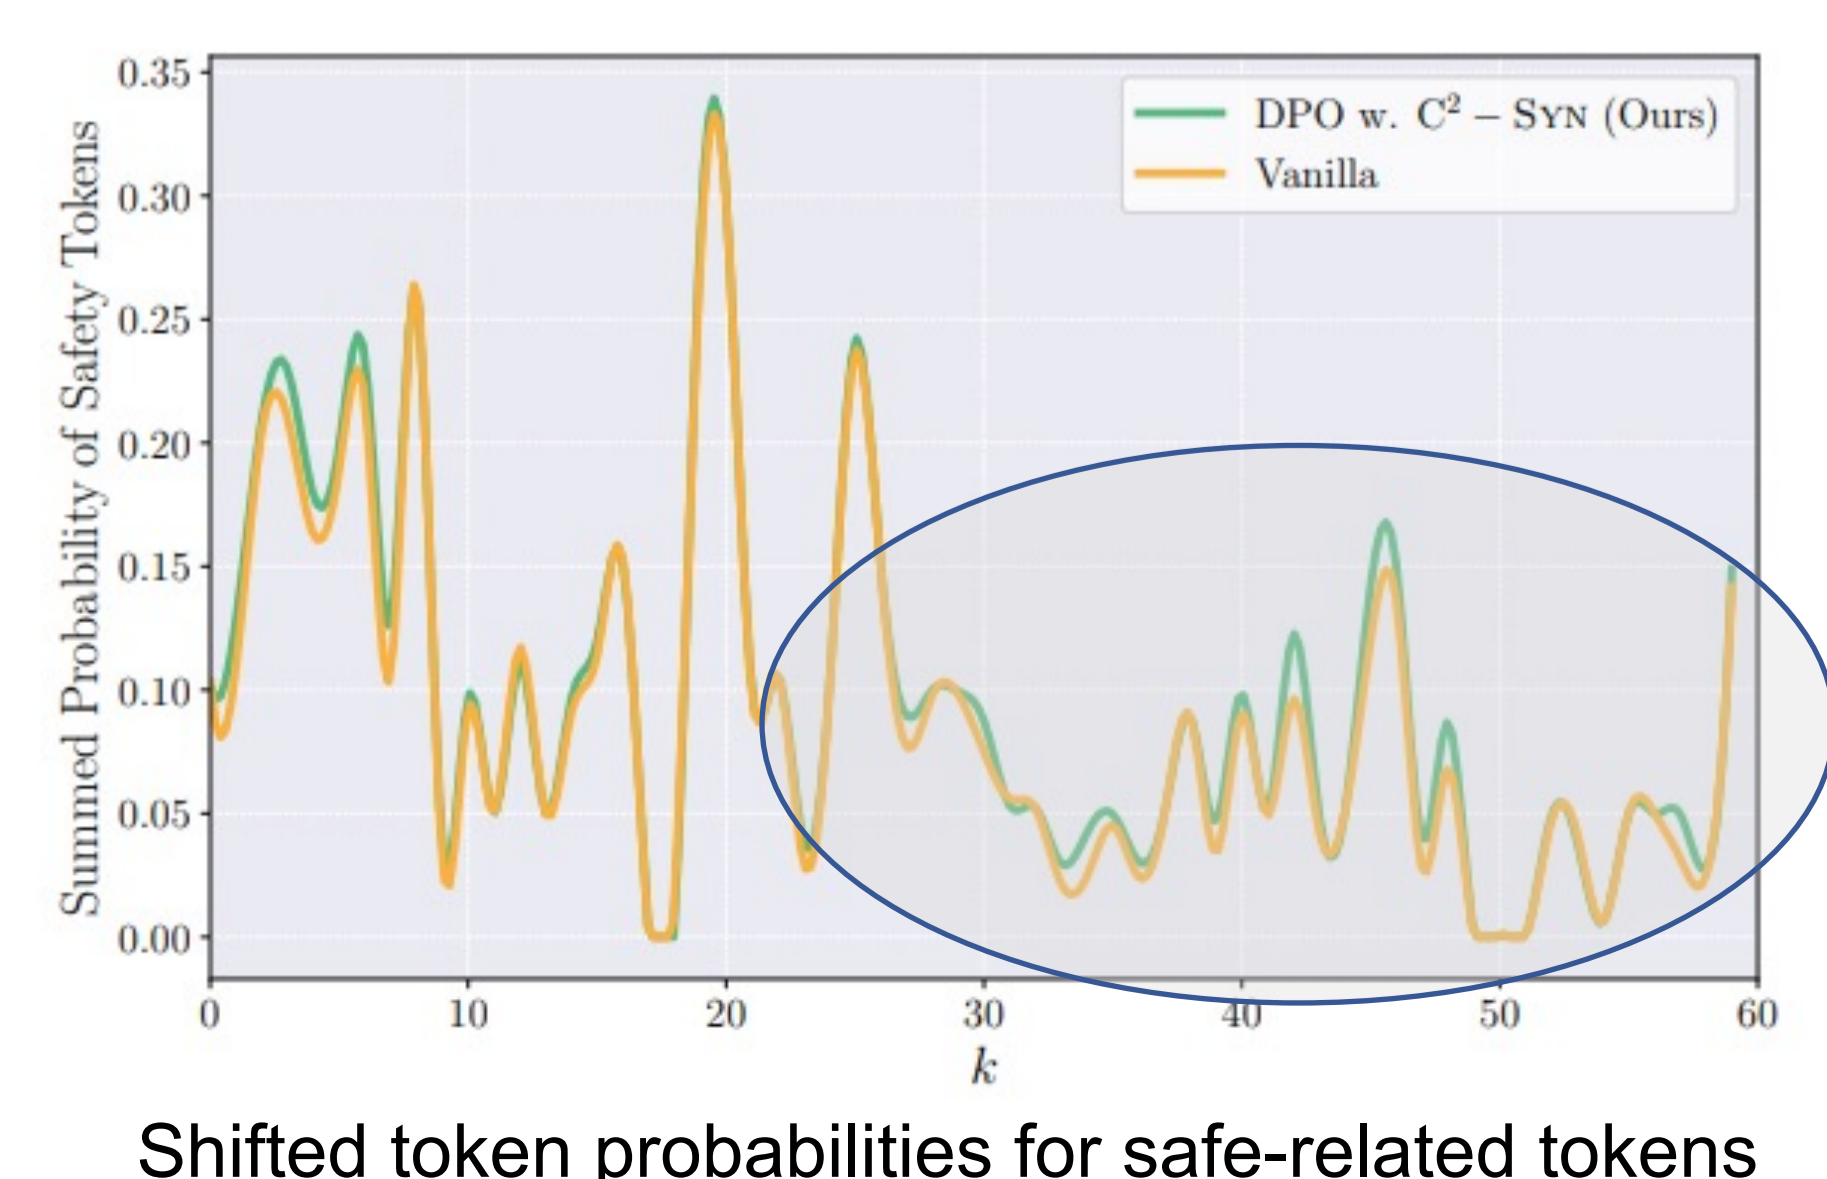 Summed Probability of Safety Tokens
0.35
0.30
0.25
0.20
0.15
0.10
0.05
0.00
DPO w. C² – SYN (Ours)
Vanilla
0 10 20 30 40 50 60
k
Shifted token probabilities for safe-related tokens